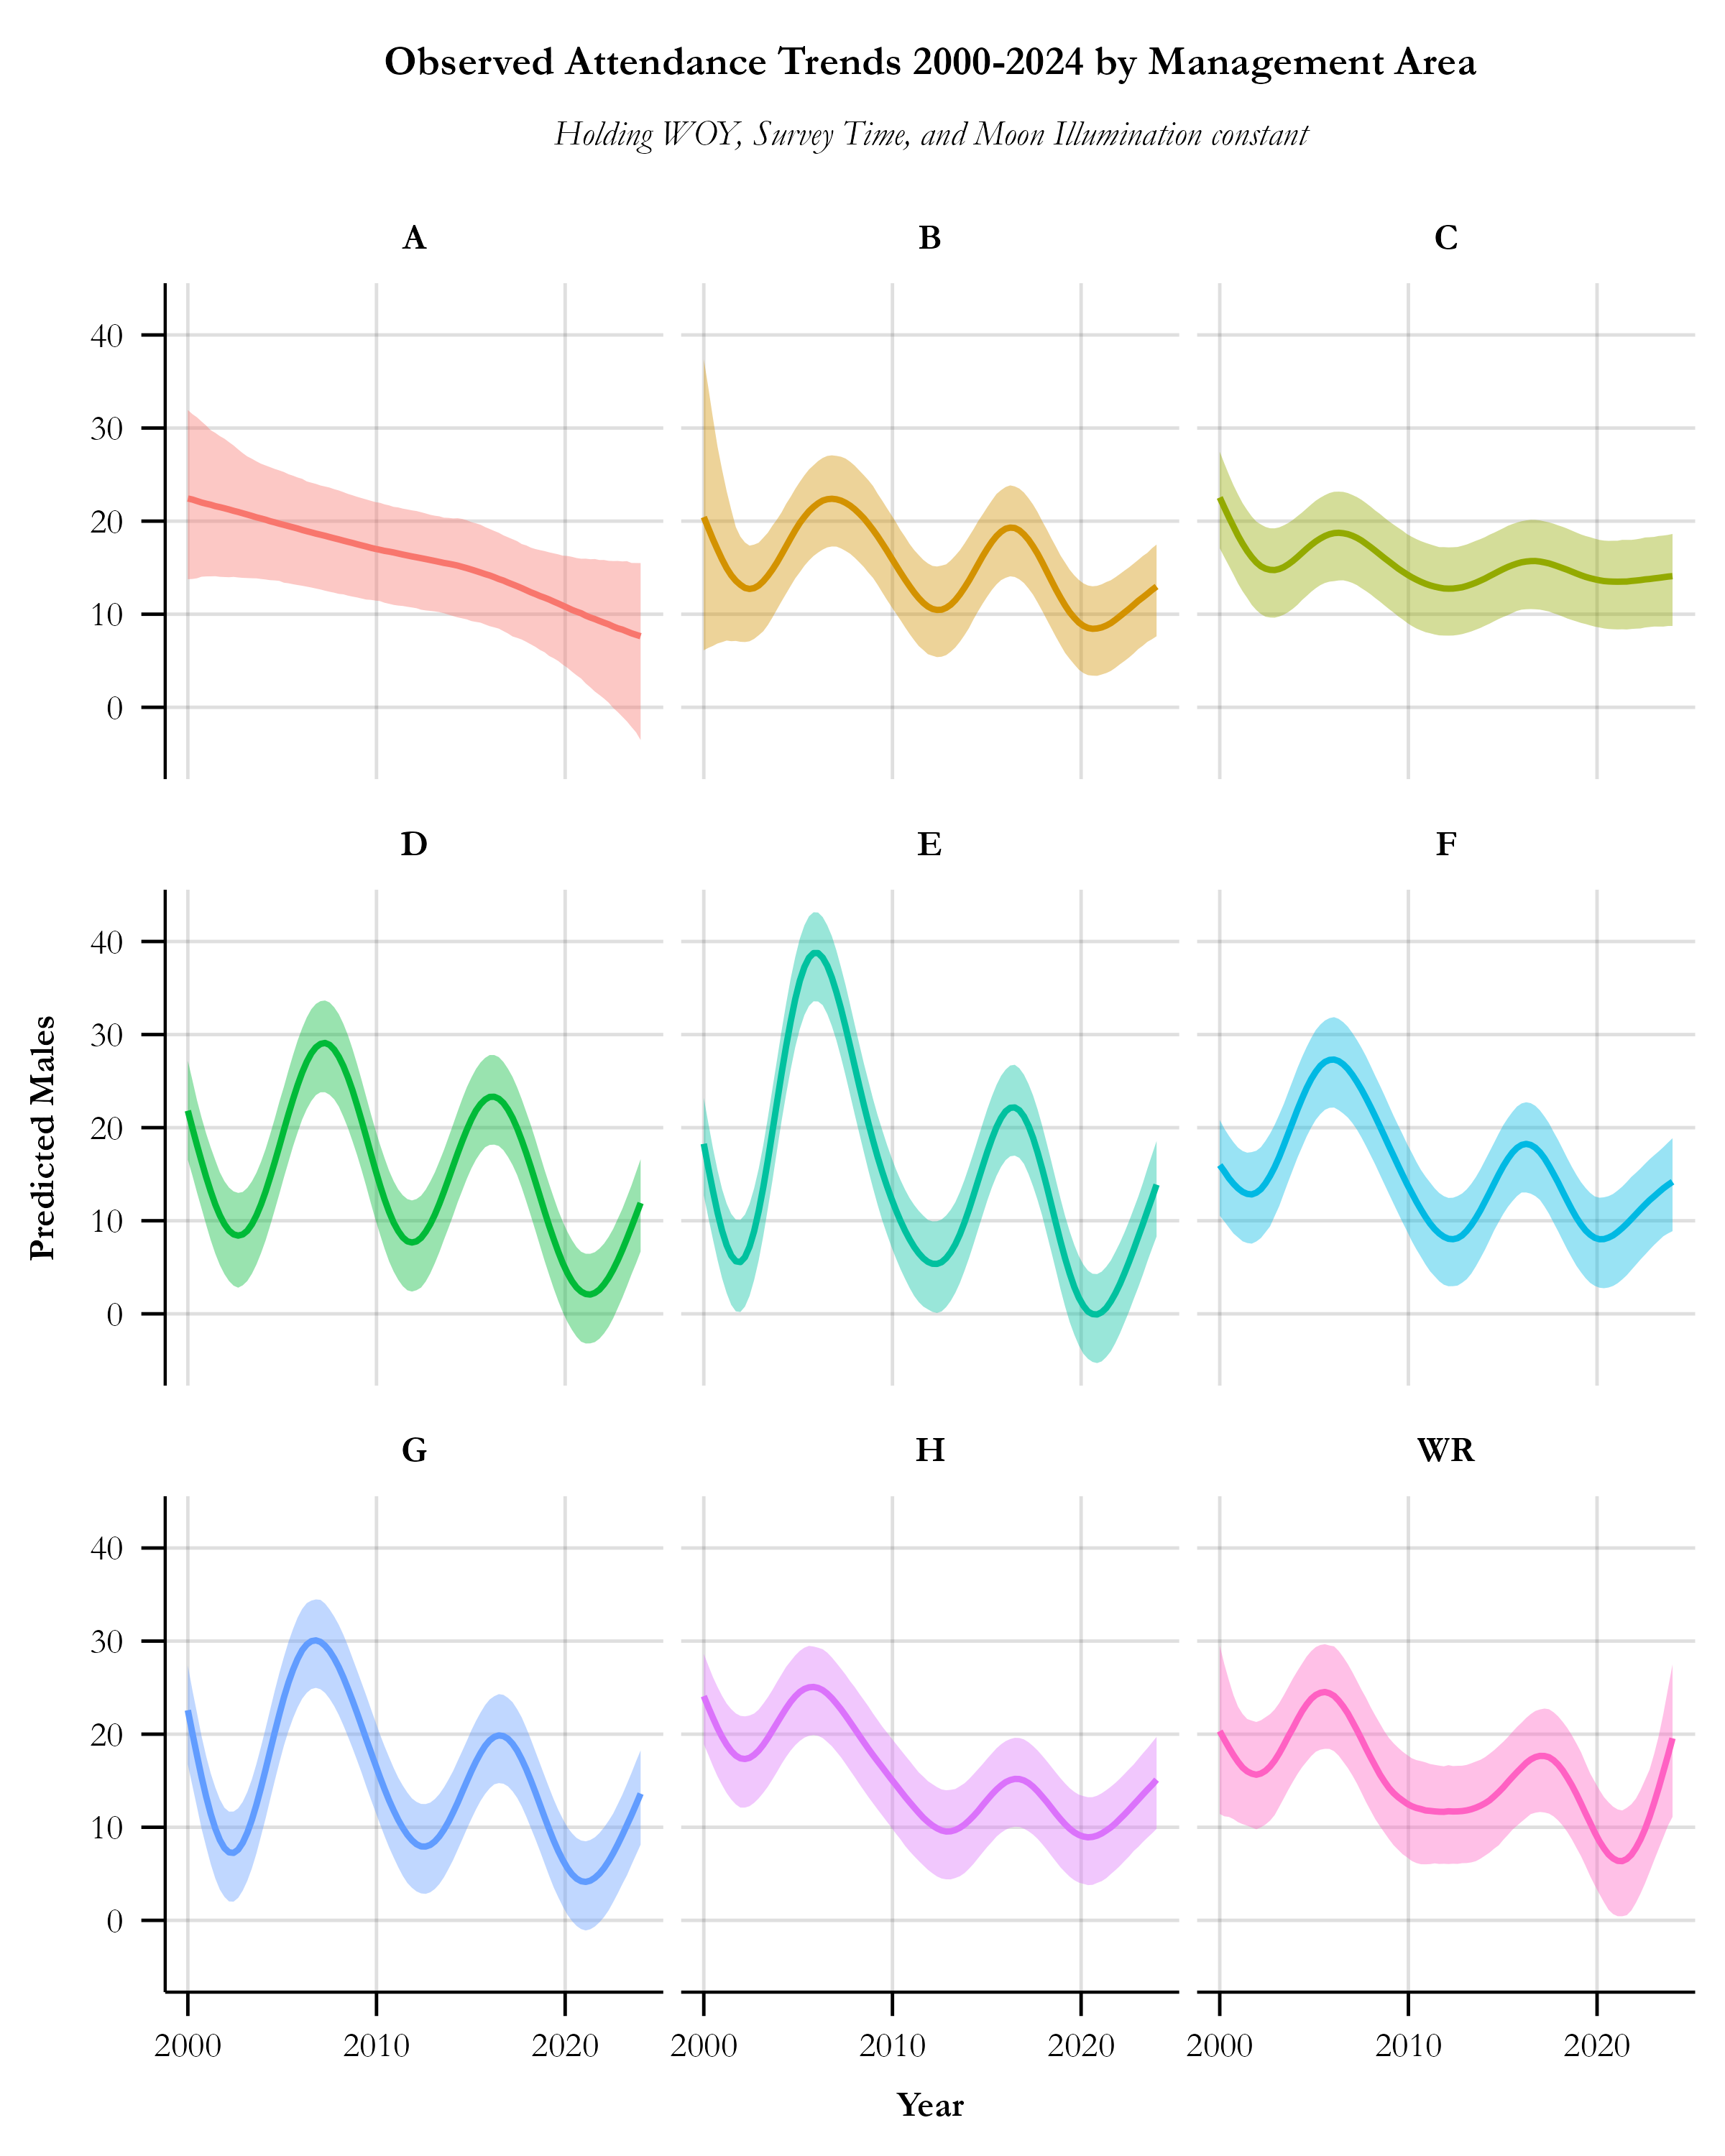 Observed Attendance Trends 2000-2024 by Management Area
Holding WOY, Survey Time, and Moon Illumination constant
A B C
40
30
20
10
0
D E F
40
30
20
10
0
Predicted Males
G H WR
40
30
20
10
0
2000 2010 2020 2000 2010 2020 2000 2010 2020
Year